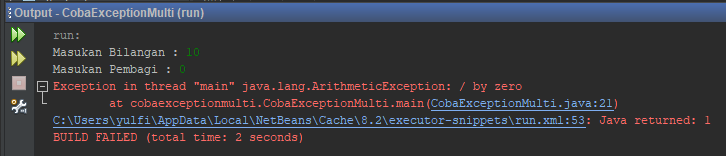 Output - CobaExceptionMulti (run)
run:
Masukan Bilangan : 10
Masukan Pembagi : 0
Exception in thread "main" java.lang.ArithmeticException: / by zero
at cobaexceptionmulti.CobaExceptionMulti.main(CobaExceptionMulti.java:21)
C:\Users\yulfi\AppData\Local\NetBeans\Cache\8.2\executor-snippets\run.xml:53: Java returned: 1
BUILD FAILED (total time: 2 seconds)